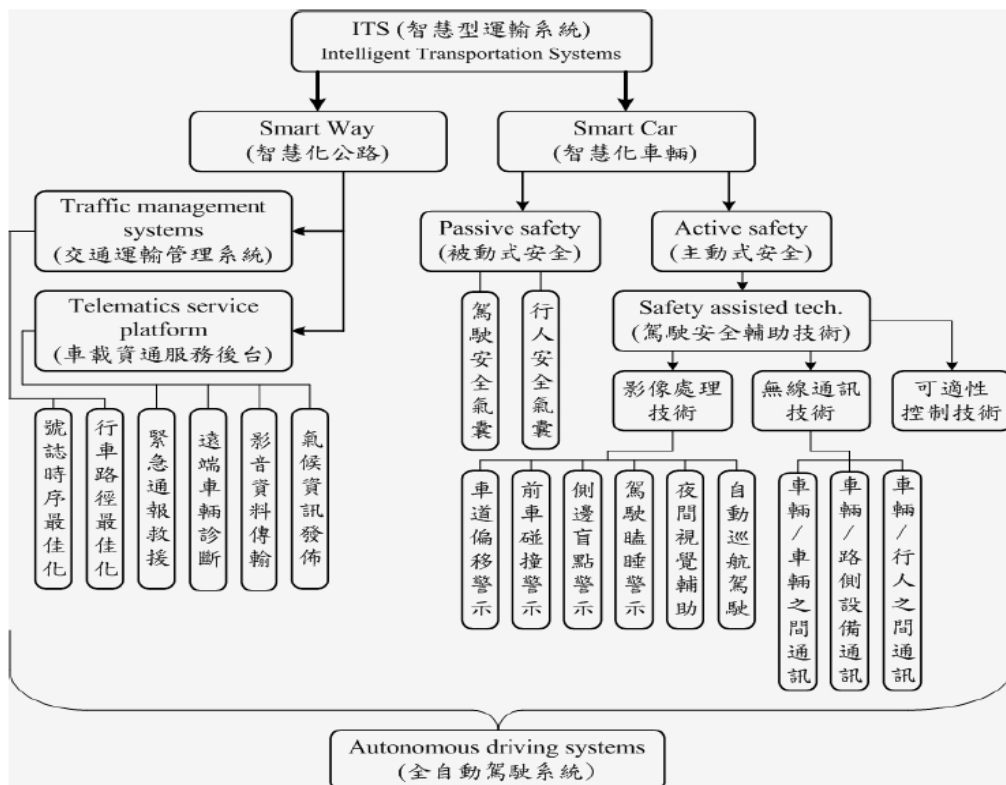 ITS (智慧型運輸系統)
Intelligent Transportation Systems
Smart Way
(智慧化公路)
Smart Car
(智慧化車輛)
Traffic management
systems
(交通運輸管理系統)
Telematics service
platform
(車載資通服務後台)
Passive safety
(被動式安全)
Active safety
(主動式安全)
Safety assisted tech.
(駕駛安全輔助技術)
駕駛安全氣囊
行人安全氣囊
影像處理
技術
無線通訊
技術
可適性
控制技術
號誌時序最佳化
行車路徑最佳化
緊急通報救援
遠端車輛診斷
影音資料傳輸
氣候資訊發佈
車道偏移警示
前車碰撞警示
側邊盲點警示
駕駛瞌睡警示
夜間視覺輔助
自動巡航駕駛
車輛/車輛之間通訊
車輛/路側設備通訊
車輛/行人之間通訊
Autonomous driving systems
(全自動駕駛系統)